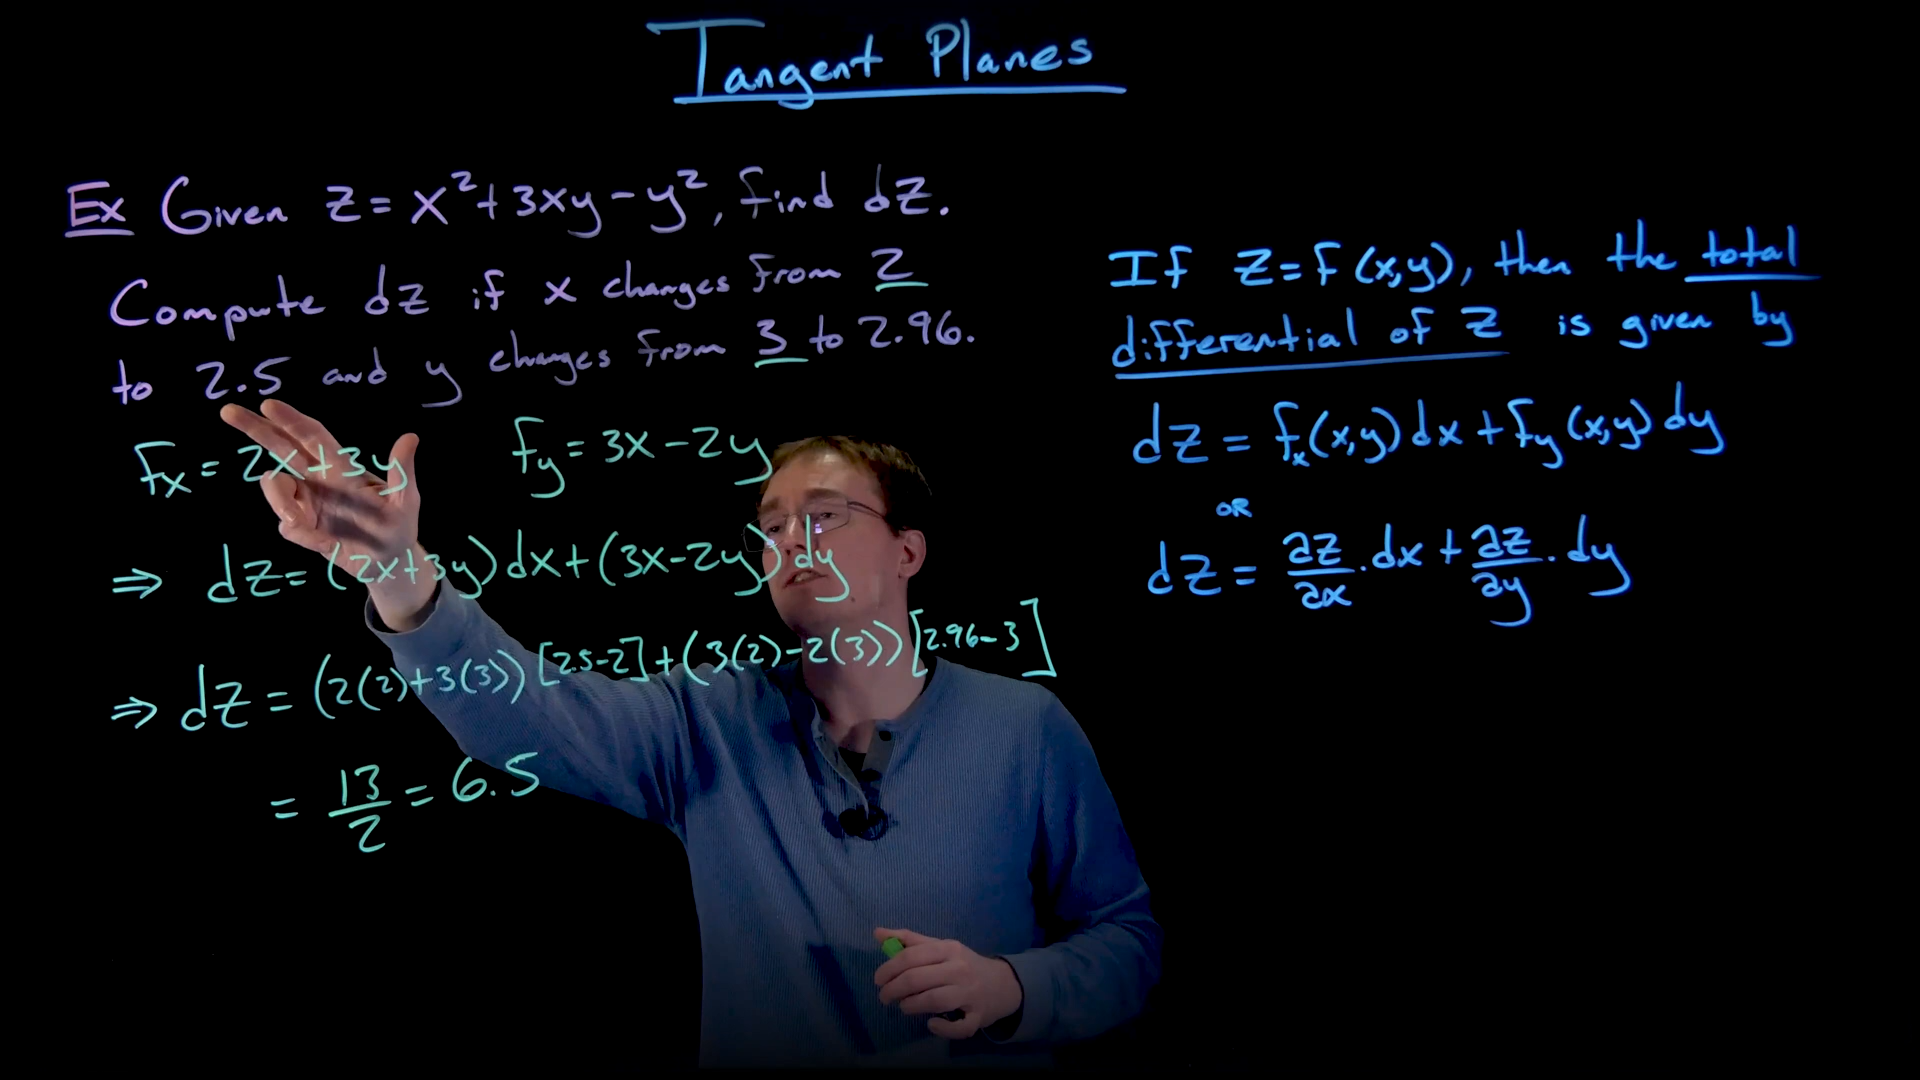 Tangent Planes
Ex Given z = x² + 3xy - y², find dz.
Compute dz if x changes from 2
to 2.5 and y changes from 3 to 2.96.
fx = 2x+3y fy = 3x - 2y
⇒ dz = (2x+3y)dx + (3x-2y)dy
⇒ dz = (2(2)+3(3))[2.5-2]+(3(2)-2(3))[2.96-3]
= 13/2 = 6.5
If z = f(x,y), then the total
differential of z is given by
dz = fx(x,y)dx + fy(x,y)dy
OR
dz = ∂z/∂x · dx + ∂z/∂y · dy